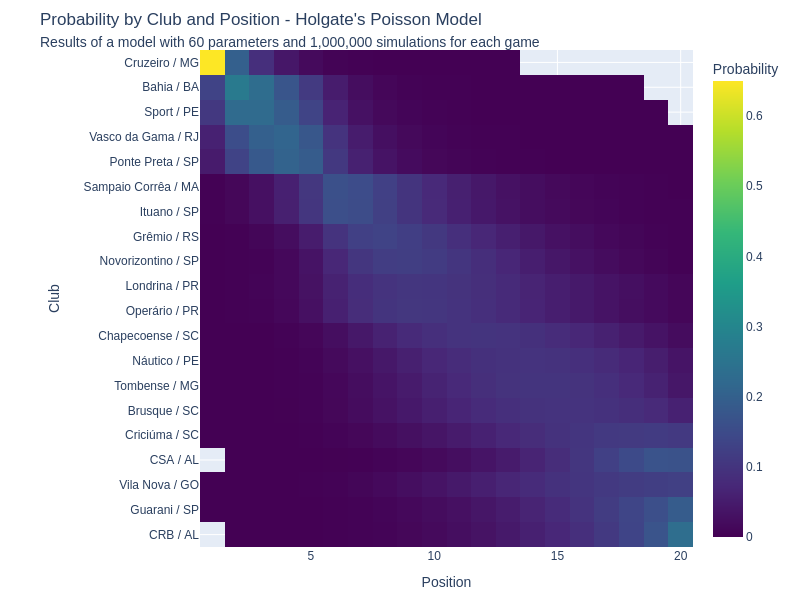 Probability by Club and Position - Holgate's Poisson Model
Results of a model with 60 parameters and 1,000,000 simulations for each game
Probability
Cruzeiro / MG
Bahia / BA
Sport / PE
Vasco da Gama / RJ
Ponte Preta / SP
Sampaio Corrêa / MA
Ituano / SP
Grêmio / RS
Novorizontino / SP
Londrina / PR
Operário / PR
Chapecoense / SC
Náutico / PE
Tombense / MG
Brusque / SC
Criciúma / SC
CSA / AL
Vila Nova / GO
Guarani / SP
CRB / AL
Club
5
10
15
20
Position
0.6
0.5
0.4
0.3
0.2
0.1
0